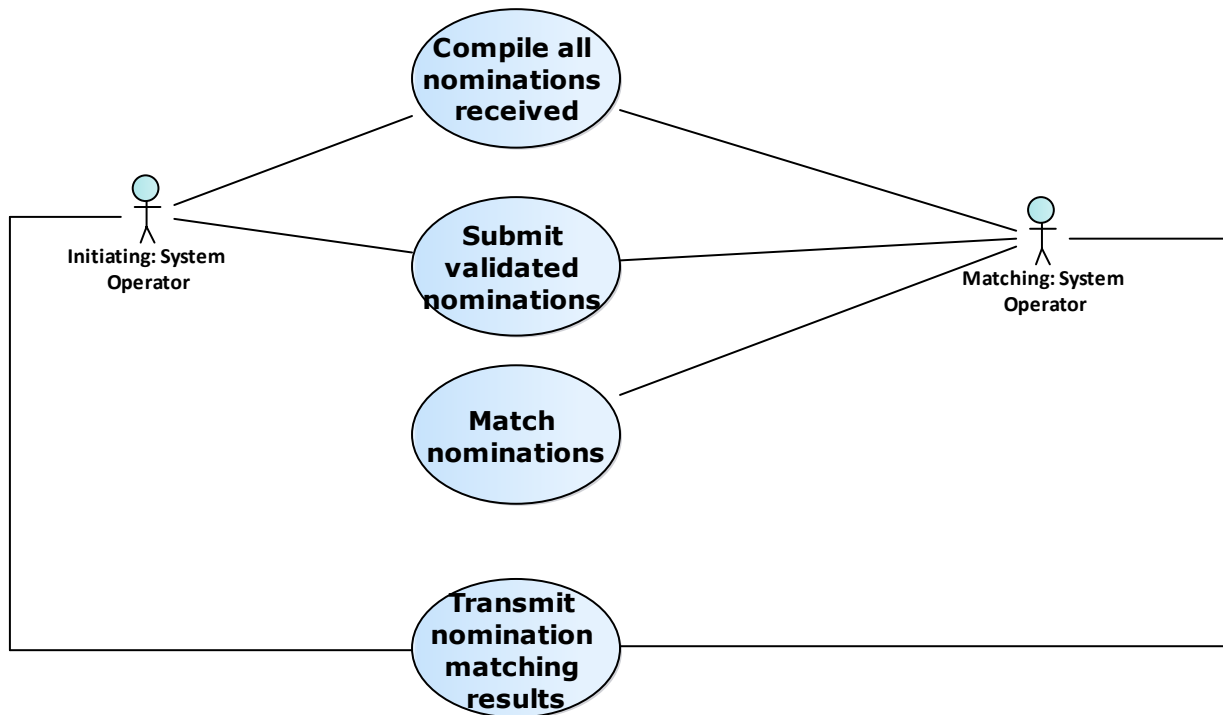 Compile all
nominations
received
Initiating: System
Operator
Submit
validated
nominations
Matching: System
Operator
Match
nominations
Transmit
nomination
matching
results